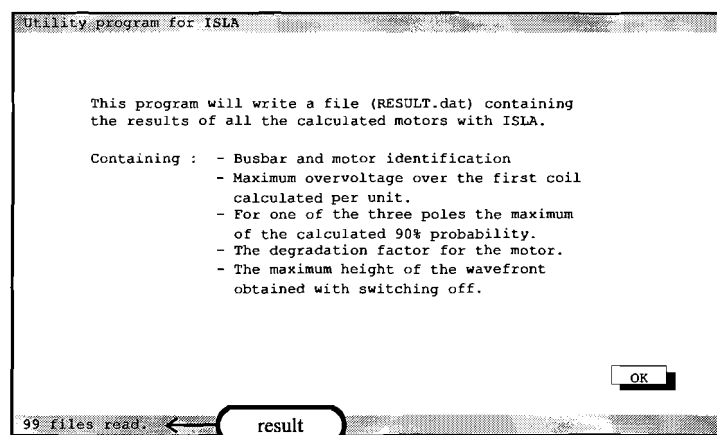 Utility program for ISLA
This program will write a file (RESULT.dat) containing
the results of all the calculated motors with ISLA.
Containing : - Busbar and motor identification
- Maximum overvoltage over the first coil
calculated per unit.
- For one of the three poles the maximum
of the calculated 90% probability.
- The degradation factor for the motor.
- The maximum height of the wavefront
obtained with switching off.
OK
99 files read. result